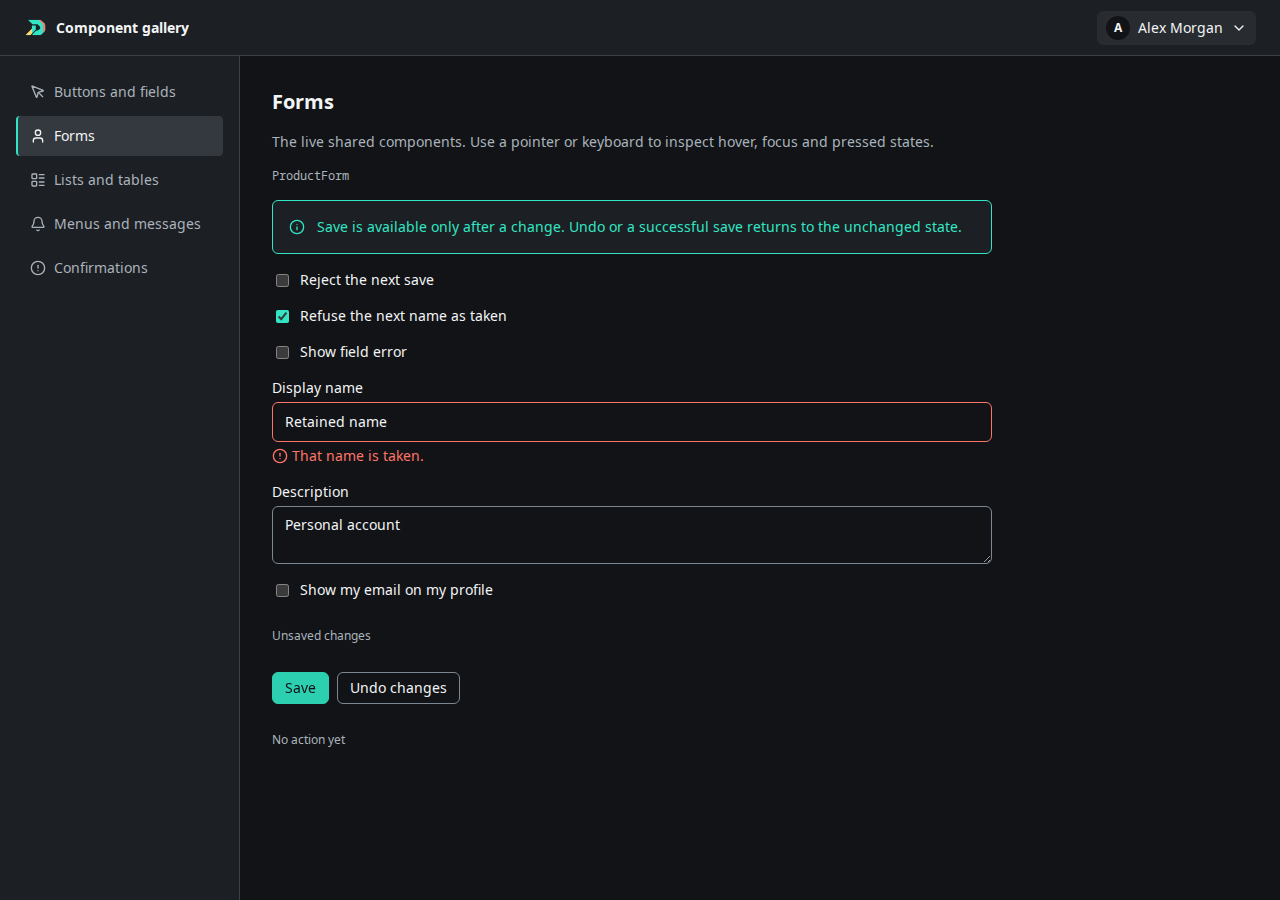 Component gallery
A
Alex Morgan
Buttons and fields
Forms
Lists and tables
Menus and messages
Confirmations
Forms
The live shared components. Use a pointer or keyboard to inspect hover, focus and pressed states.
ProductForm
Save is available only after a change. Undo or a successful save returns to the unchanged state.
Reject the next save
Refuse the next name as taken
Show field error
Display name
Retained name
That name is taken.
Description
Personal account
Show my email on my profile
Unsaved changes
Save
Undo changes
No action yet